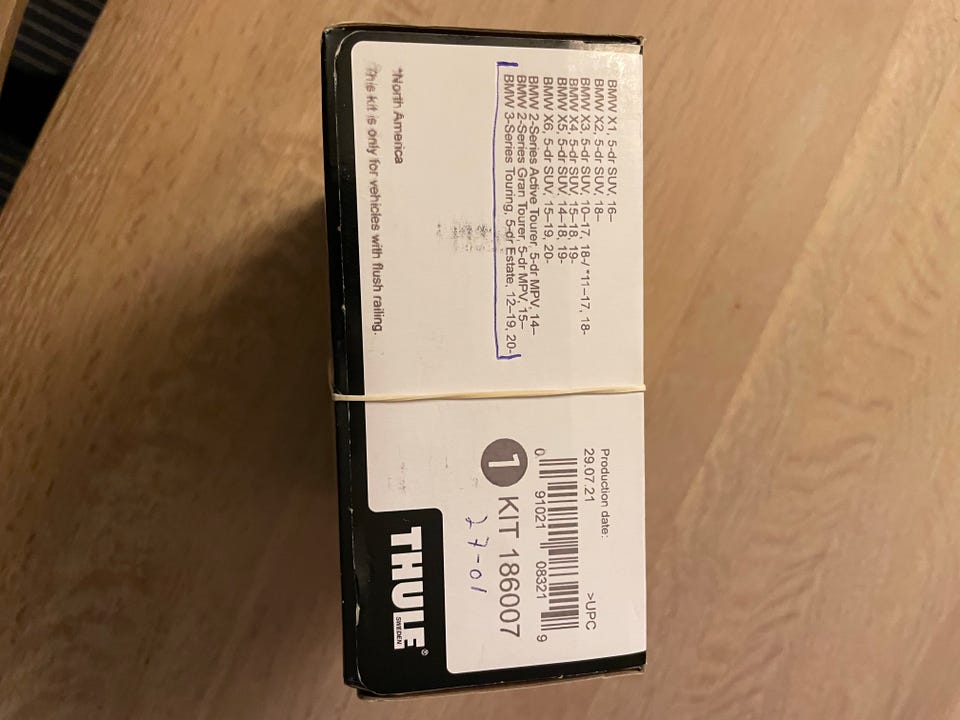 BMW X1, 5-dr SUV, 16–
BMW X2, 5-dr SUV, 18–
BMW X3, 5-dr SUV, 10–17, 18-/ *11–17, 18-
BMW X4, 5-dr SUV, 15–18, 19-
BMW X5, 5-dr SUV, 14–18, 19-
BMW X6, 5-dr SUV, 15–19, 20-
BMW 2-Series Active Tourer, 5-dr MPV, 14–
BMW 2-Series Gran Tourer, 5-dr MPV, 15–
BMW 3-Series Touring, 5-dr Estate, 12–19, 20-
*North America
This kit is only for vehicles with flush railing.
Production date:
29.07.21
>UPC
0 91021 08321 9
1 KIT 186007
27-01
THULE®
SWEDEN